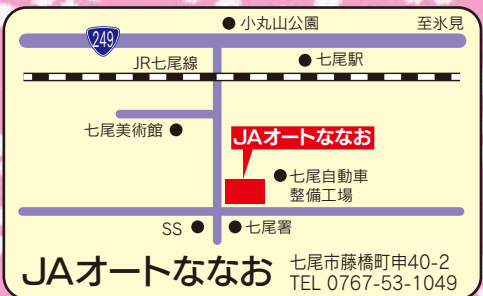 小丸山公園
至氷見
249
JR七尾線
七尾駅
七尾美術館
JAオートななお
七尾自動車
整備工場
SS
七尾署
JAオートななお
七尾市藤橋町申40-2
TEL 0767-53-1049